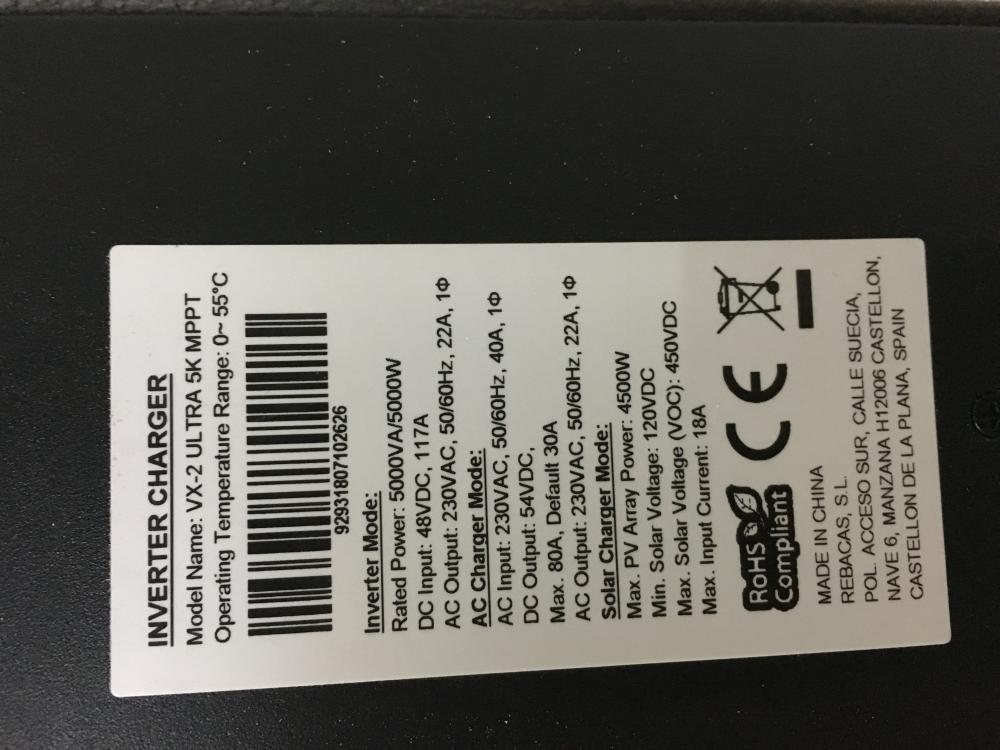 INVERTER CHARGER
Model Name: VX-2 ULTRA 5K MPPT
Operating Temperature Range: 0~ 55°C
92931807102626
Inverter Mode:
Rated Power: 5000VA/5000W
DC Input: 48VDC, 117A
AC Output: 230VAC, 50/60Hz, 22A, 1Φ
AC Charger Mode:
AC Input: 230VAC, 50/60Hz, 40A, 1Φ
DC Output: 54VDC,
Max. 80A, Default 30A
AC Output: 230VAC, 50/60Hz, 22A, 1Φ
Solar Charger Mode:
Max. PV Array Power: 4500W
Min. Solar Voltage: 120VDC
Max. Solar Voltage (VOC): 450VDC
Max. Input Current: 18A
RoHS
Compliant
CE
MADE IN CHINA
REBACAS, S.L.
POL. ACCESO SUR, CALLE SUECIA,
NAVE 6, MANZANA H12006 CASTELLON,
CASTELLON DE LA PLANA, SPAIN